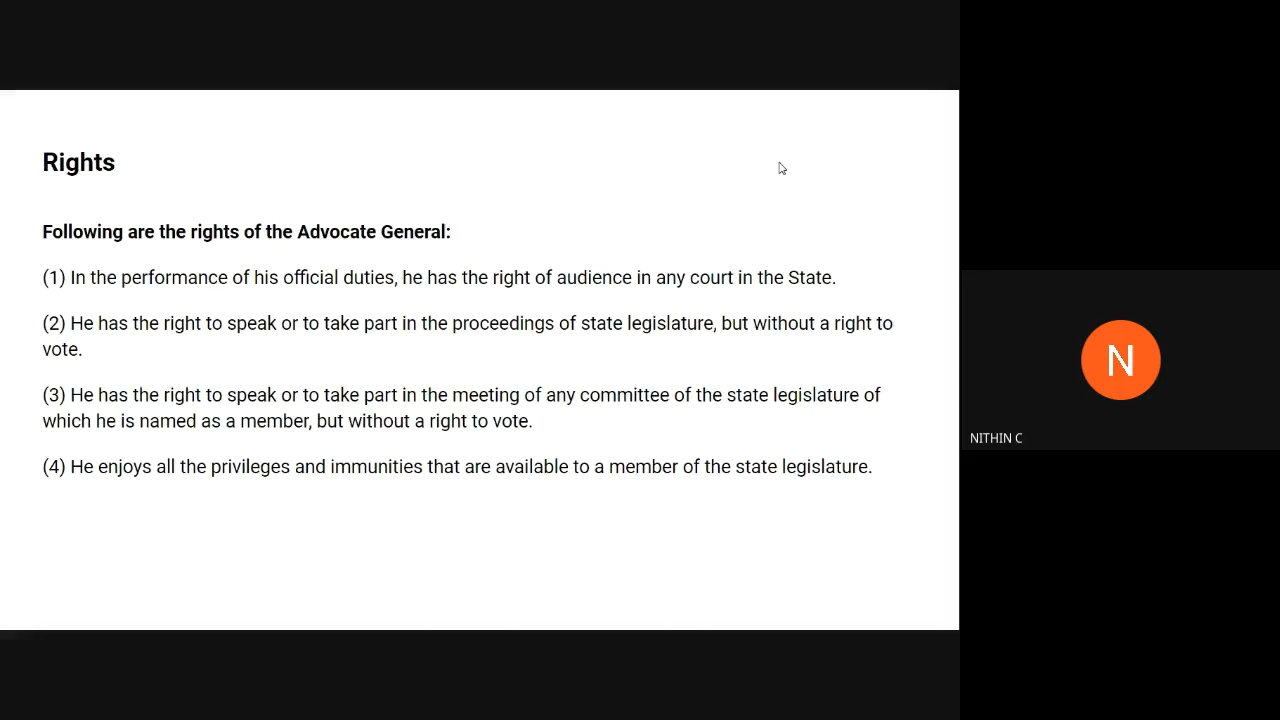 Rights
Following are the rights of the Advocate General:
(1) In the performance of his official duties, he has the right of audience in any court in the State.
(2) He has the right to speak or to take part in the proceedings of state legislature, but without a right to
vote.
(3) He has the right to speak or to take part in the meeting of any committee of the state legislature of
which he is named as a member, but without a right to vote.
(4) He enjoys all the privileges and immunities that are available to a member of the state legislature.
N
NITHIN C